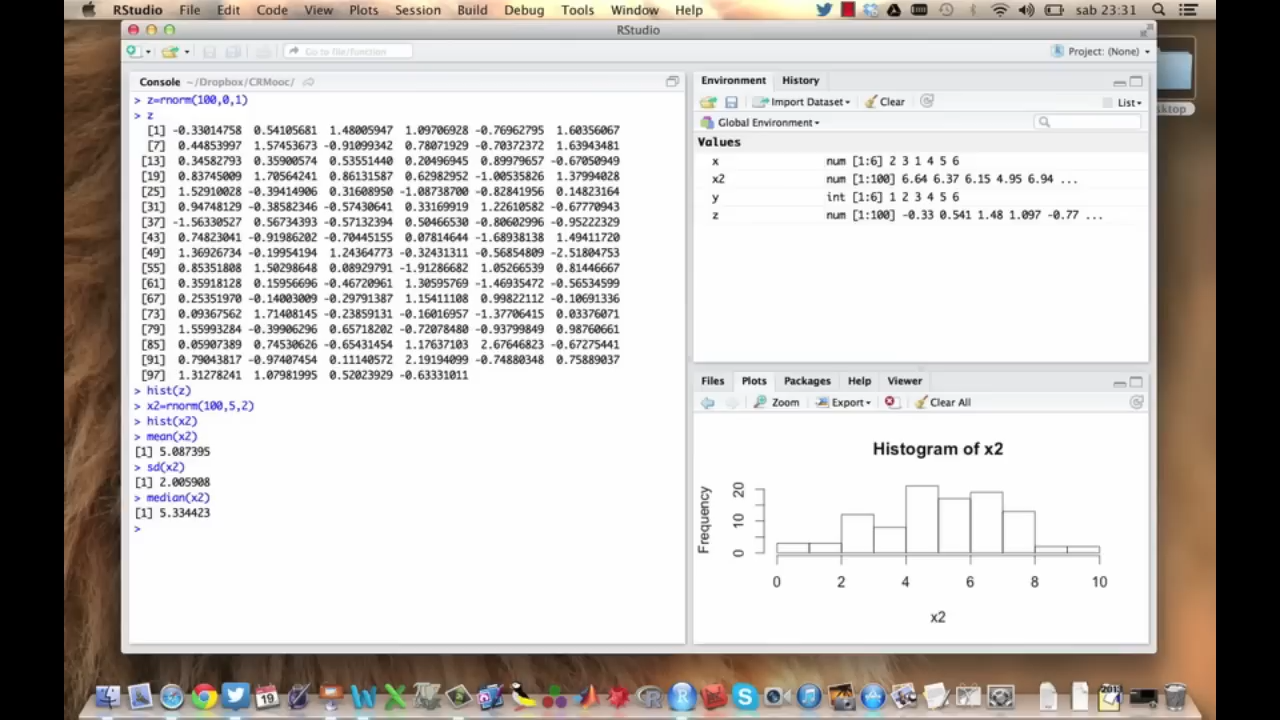 RStudio File Edit Code View Plots Session Build Debug Tools Window Help sab 23:31
RStudio
Go to file/function Project: (None)
Console ~/Dropbox/CRMooc/
> z=rnorm(100,0,1)
> z
[1] -0.33014758 0.54105681 1.48005947 1.09706928 -0.76962795 1.60356067
[7] 0.44853997 1.57453673 -0.91099342 0.78071929 -0.70372372 1.63943481
[13] 0.34582793 0.35900574 0.53551440 0.20496945 0.89979657 -0.67050949
[19] 0.83745009 1.70564241 0.86359131 0.62982952 -1.00535826 1.37994028
[25] 1.52910028 -0.39414906 0.31608950 -1.08738700 -0.82841956 0.14823164
[31] 0.94748129 -0.38582346 -0.57430641 0.33169919 1.22610582 -0.67770943
[37] -1.56330527 0.56734393 -0.57132394 0.50466530 -0.80602996 -0.95222329
[43] 0.74823041 -0.91986202 -0.70445155 0.07814644 -1.68938138 1.49411720
[49] 1.36926734 -0.19954194 1.24364773 -0.32431311 -0.56854809 -2.51804753
[55] 0.85351808 1.50298648 0.08929791 -1.91286682 1.05266539 0.81446667
[61] 0.35918128 0.15956696 -0.46720961 1.30595769 -1.46935472 -0.56534599
[67] 0.25351970 -0.14003009 -0.29791387 1.15411108 0.99822112 -0.10691336
[73] 0.09367562 1.71408145 -0.23859131 -0.16016957 -1.37706415 0.03376071
[79] 1.55993284 -0.39906296 0.65718202 -0.72078480 -0.93799849 0.98760661
[85] 0.05907389 0.74530626 -0.65431454 1.17637103 2.67646823 -0.67275441
[91] 0.79043817 -0.97407454 0.11140572 2.19194099 -0.74880348 0.75889037
[97] 1.31278241 1.07981995 0.52023929 -0.63331011
> hist(z)
> x2=rnorm(100,5,2)
> hist(x2)
> mean(x2)
[1] 5.087395
> sd(x2)
[1] 2.005908
> median(x2)
[1] 5.334423
>
Environment History
Import Dataset Clear List
Global Environment
Values
x num [1:6] 2 3 1 4 5 6
x2 num [1:100] 6.64 6.37 6.15 4.95 6.94 ...
y int [1:6] 1 2 3 4 5 6
z num [1:100] -0.33 0.541 1.48 1.097 -0.77 ...
Files Plots Packages Help Viewer
Zoom Export Clear All
Histogram of x2
Frequency
20
10
0
0 2 4 6 8 10
x2
sktop
19